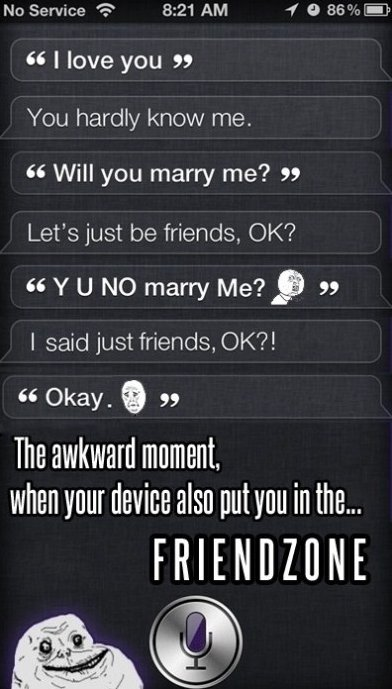 No Service 8:21 AM 86%
“ I love you ”
You hardly know me.
“ Will you marry me? ”
Let's just be friends, OK?
“ Y U NO marry Me? ”
I said just friends, OK?!
“ Okay. ”
The awkward moment,
when your device also put you in the...
FRIENDZONE